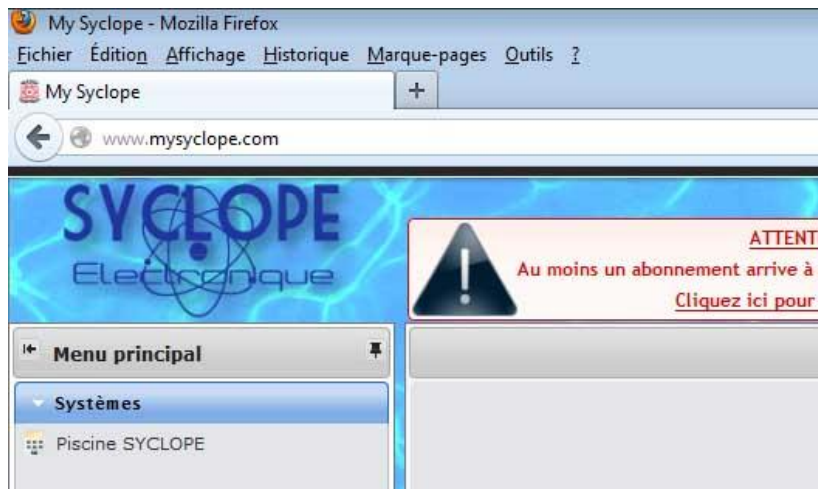 My Syclope - Mozilla Firefox
Fichier Édition Affichage Historique Marque-pages Outils ?
My Syclope
www.mysyclope.com
SYCLOPE
Electronique
ATTENT
Au moins un abonnement arrive à
Cliquez ici pour
Menu principal
Systèmes
Piscine SYCLOPE